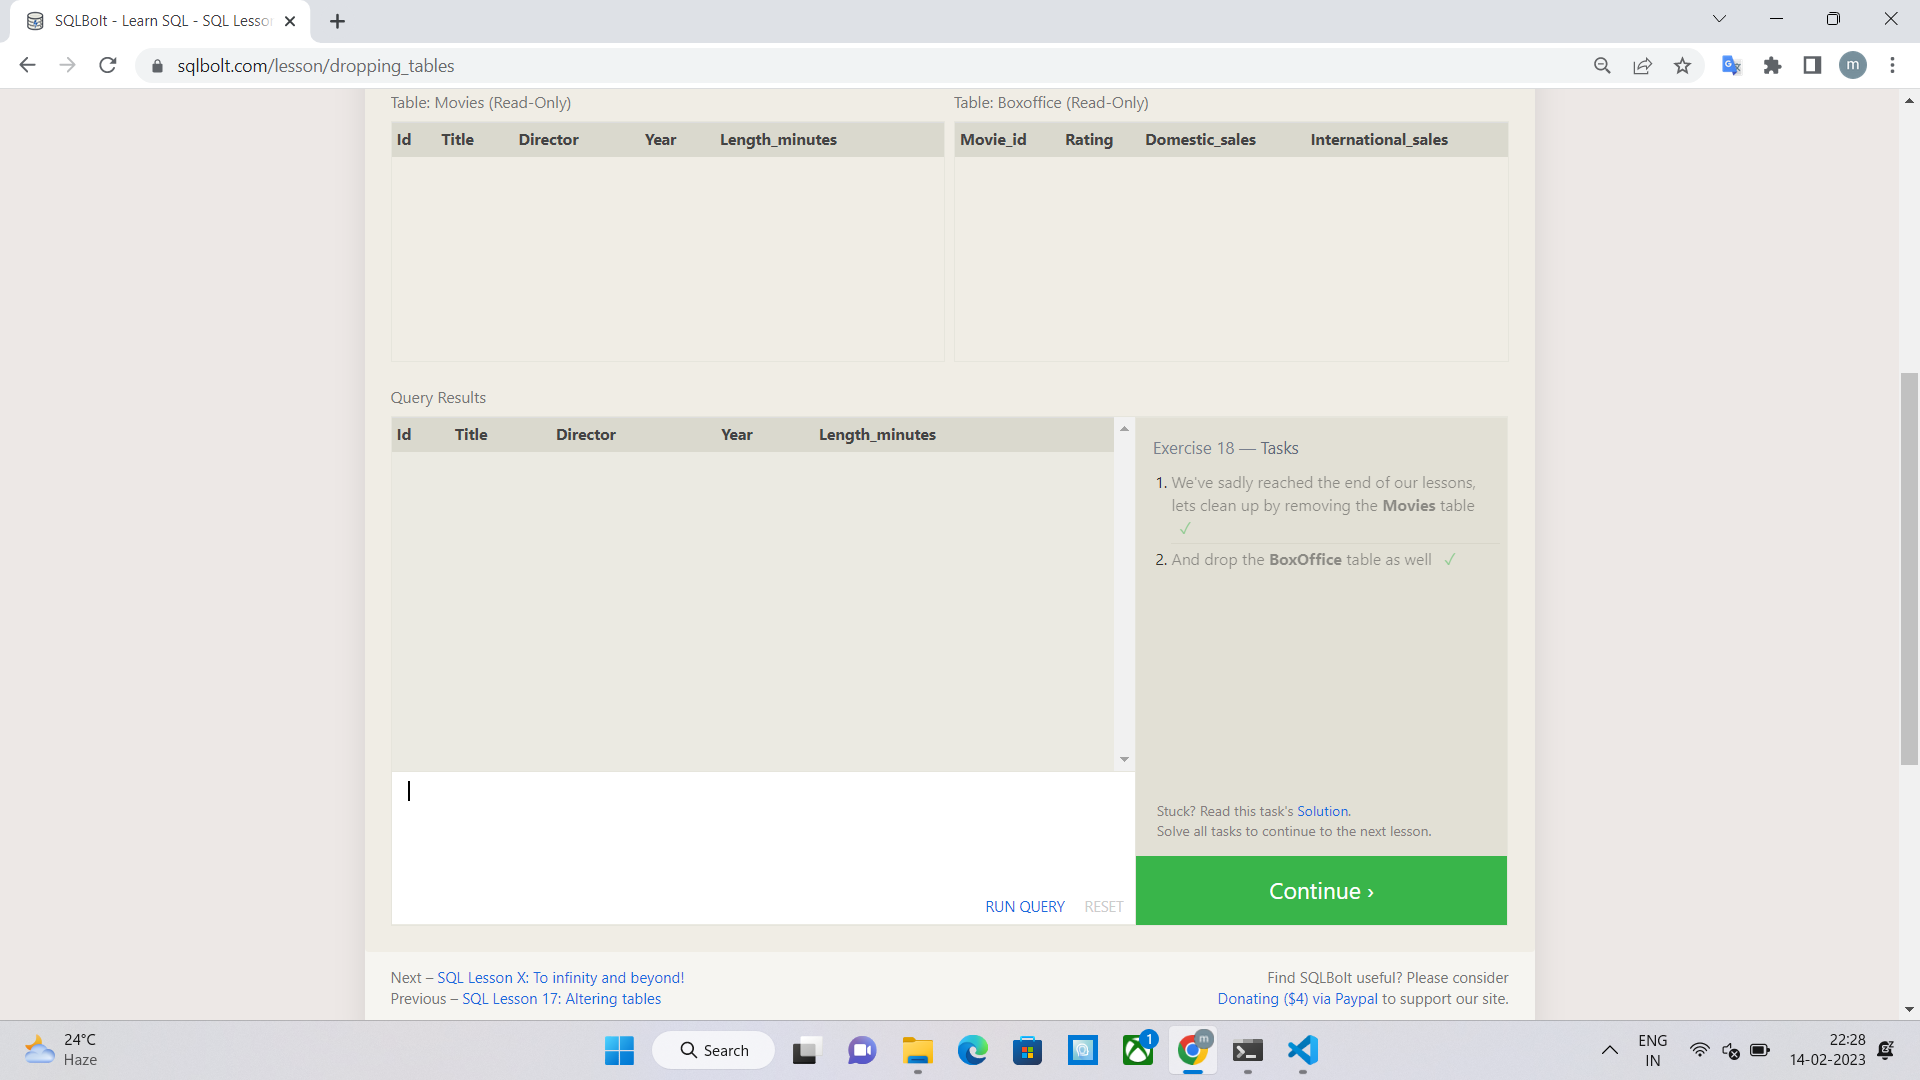 SQLBolt - Learn SQL - SQL Lesso
sqlbolt.com/lesson/dropping_tables
m
Table: Movies (Read-Only)
Table: Boxoffice (Read-Only)
Id Title Director Year Length_minutes
Movie_id Rating Domestic_sales International_sales
Query Results
Id Title Director Year Length_minutes
Exercise 18 — Tasks
1. We've sadly reached the end of our lessons,
lets clean up by removing the Movies table
✓
2. And drop the BoxOffice table as well ✓
Stuck? Read this task's Solution.
Solve all tasks to continue to the next lesson.
RUN QUERY RESET
Continue ›
Next – SQL Lesson X: To infinity and beyond!
Previous – SQL Lesson 17: Altering tables
Find SQLBolt useful? Please consider
Donating ($4) via Paypal to support our site.
24°C
Haze
Search
1
m
ENG
IN
22:28
14-02-2023